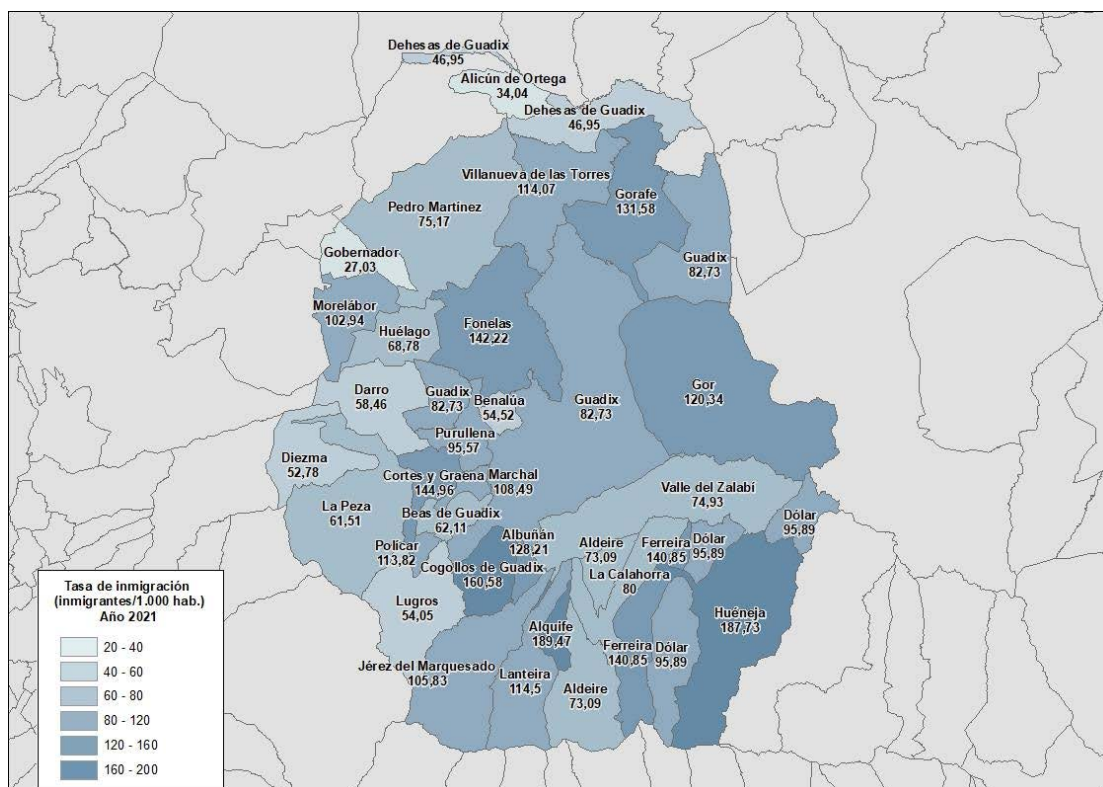 Dehesas de Guadix
46,95
Alicún de Ortega
34,04
Dehesas de Guadix
46,95
Villanueva de las Torres
114,07
Gorafe
131,58
Pedro Martínez
75,17
Gobernador
27,03
Guadix
82,73
Morelábor
102,94
Huélago
68,78
Fonelas
142,22
Darro
58,46
Guadix
82,73
Benalúa
54,52
Guadix
82,73
Gor
120,34
Purullena
95,57
Diezma
52,78
Cortes y Graena
144,96
Marchal
108,49
Valle del Zalabí
74,93
La Peza
61,51
Beas de Guadix
62,11
Dólar
95,89
Policar
113,82
Albuñán
128,21
Aldeire
73,09
Ferreira
140,85
Dólar
95,89
Cogollos de Guadix
160,58
La Calahorra
80
Lugros
54,05
Huéneja
187,73
Alquife
189,47
Ferreira
140,85
Dólar
95,89
Jérez del Marquesado
105,83
Lanteira
114,5
Aldeire
73,09
Tasa de inmigración
(inmigrantes/1.000 hab.)
Año 2021
20 - 40
40 - 60
60 - 80
80 - 120
120 - 160
160 - 200